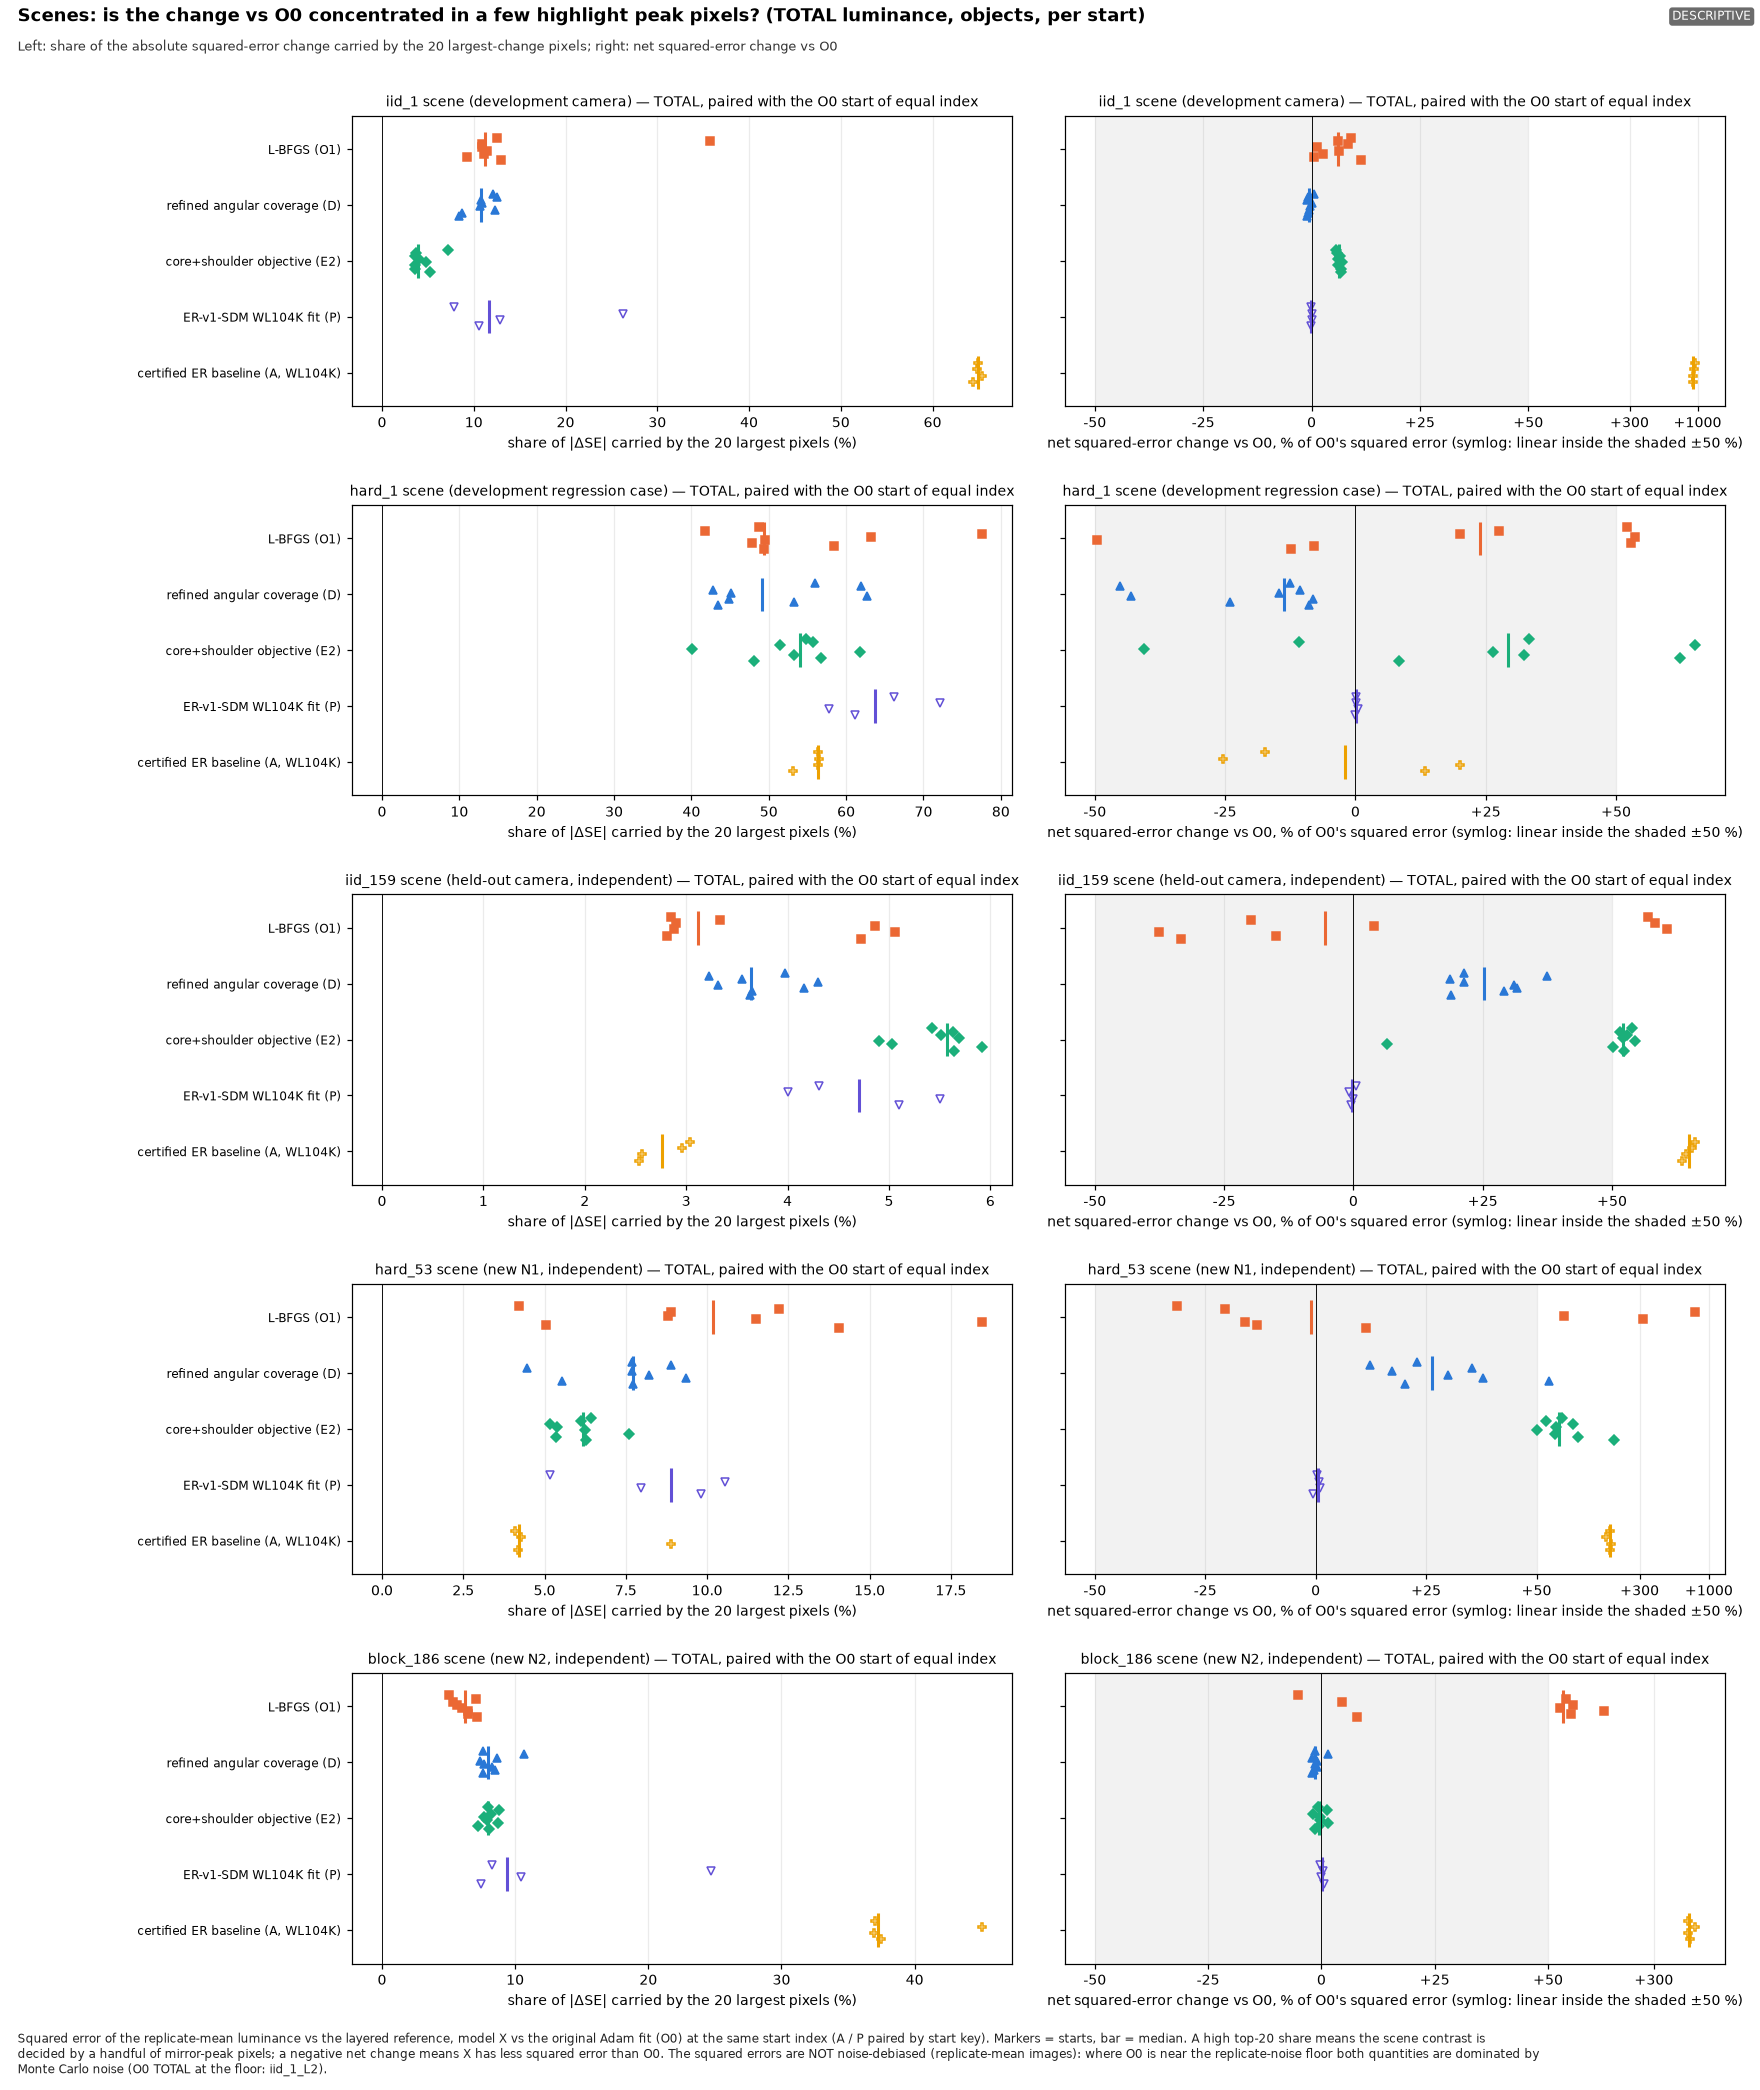 Scenes: is the change vs O0 concentrated in a few highlight peak pixels? (TOTAL luminance, objects, per start)
DESCRIPTIVE
Left: share of the absolute squared-error change carried by the 20 largest-change pixels; right: net squared-error change vs O0
iid_1 scene (development camera) — TOTAL, paired with the O0 start of equal index
L-BFGS (O1)
refined angular coverage (D)
core+shoulder objective (E2)
ER-v1-SDM WL104K fit (P)
certified ER baseline (A, WL104K)
0 10 20 30 40 50 60
share of |ΔSE| carried by the 20 largest pixels (%)
iid_1 scene (development camera) — TOTAL, paired with the O0 start of equal index
-50 -25 0 +25 +50 +300 +1000
net squared-error change vs O0, % of O0's squared error (symlog: linear inside the shaded ±50 %)
hard_1 scene (development regression case) — TOTAL, paired with the O0 start of equal index
L-BFGS (O1)
refined angular coverage (D)
core+shoulder objective (E2)
ER-v1-SDM WL104K fit (P)
certified ER baseline (A, WL104K)
0 10 20 30 40 50 60 70 80
share of |ΔSE| carried by the 20 largest pixels (%)
hard_1 scene (development regression case) — TOTAL, paired with the O0 start of equal index
-50 -25 0 +25 +50
net squared-error change vs O0, % of O0's squared error (symlog: linear inside the shaded ±50 %)
iid_159 scene (held-out camera, independent) — TOTAL, paired with the O0 start of equal index
L-BFGS (O1)
refined angular coverage (D)
core+shoulder objective (E2)
ER-v1-SDM WL104K fit (P)
certified ER baseline (A, WL104K)
0 1 2 3 4 5 6
share of |ΔSE| carried by the 20 largest pixels (%)
iid_159 scene (held-out camera, independent) — TOTAL, paired with the O0 start of equal index
-50 -25 0 +25 +50
net squared-error change vs O0, % of O0's squared error (symlog: linear inside the shaded ±50 %)
hard_53 scene (new N1, independent) — TOTAL, paired with the O0 start of equal index
L-BFGS (O1)
refined angular coverage (D)
core+shoulder objective (E2)
ER-v1-SDM WL104K fit (P)
certified ER baseline (A, WL104K)
0.0 2.5 5.0 7.5 10.0 12.5 15.0 17.5
share of |ΔSE| carried by the 20 largest pixels (%)
hard_53 scene (new N1, independent) — TOTAL, paired with the O0 start of equal index
-50 -25 0 +25 +50 +300 +1000
net squared-error change vs O0, % of O0's squared error (symlog: linear inside the shaded ±50 %)
block_186 scene (new N2, independent) — TOTAL, paired with the O0 start of equal index
L-BFGS (O1)
refined angular coverage (D)
core+shoulder objective (E2)
ER-v1-SDM WL104K fit (P)
certified ER baseline (A, WL104K)
0 10 20 30 40
share of |ΔSE| carried by the 20 largest pixels (%)
block_186 scene (new N2, independent) — TOTAL, paired with the O0 start of equal index
-50 -25 0 +25 +50 +300
net squared-error change vs O0, % of O0's squared error (symlog: linear inside the shaded ±50 %)
Squared error of the replicate-mean luminance vs the layered reference, model X vs the original Adam fit (O0) at the same start index (A / P paired by start key). Markers = starts, bar = median. A high top-20 share means the scene contrast is
decided by a handful of mirror-peak pixels; a negative net change means X has less squared error than O0. The squared errors are NOT noise-debiased (replicate-mean images): where O0 is near the replicate-noise floor both quantities are dominated by
Monte Carlo noise (O0 TOTAL at the floor: iid_1_L2).